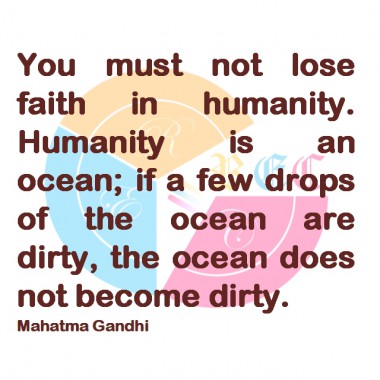 You must not lose
faith in humanity.
Humanity is an
ocean; if a few drops
of the ocean are
dirty, the ocean does
not become dirty.
Mahatma Gandhi